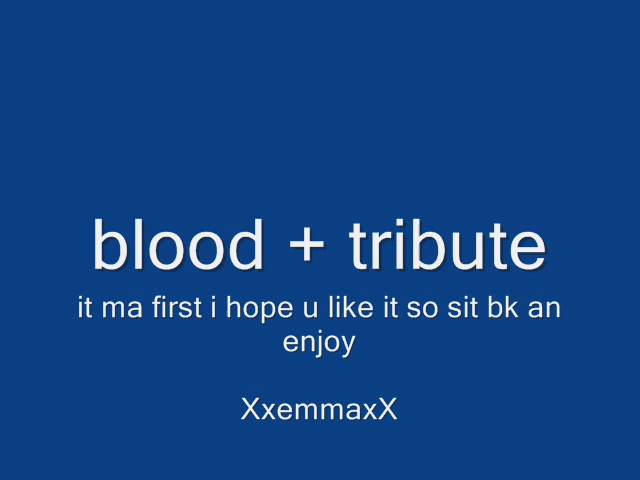 blood + tribute
it ma first i hope u like it so sit bk an
enjoy
XxemmaxX